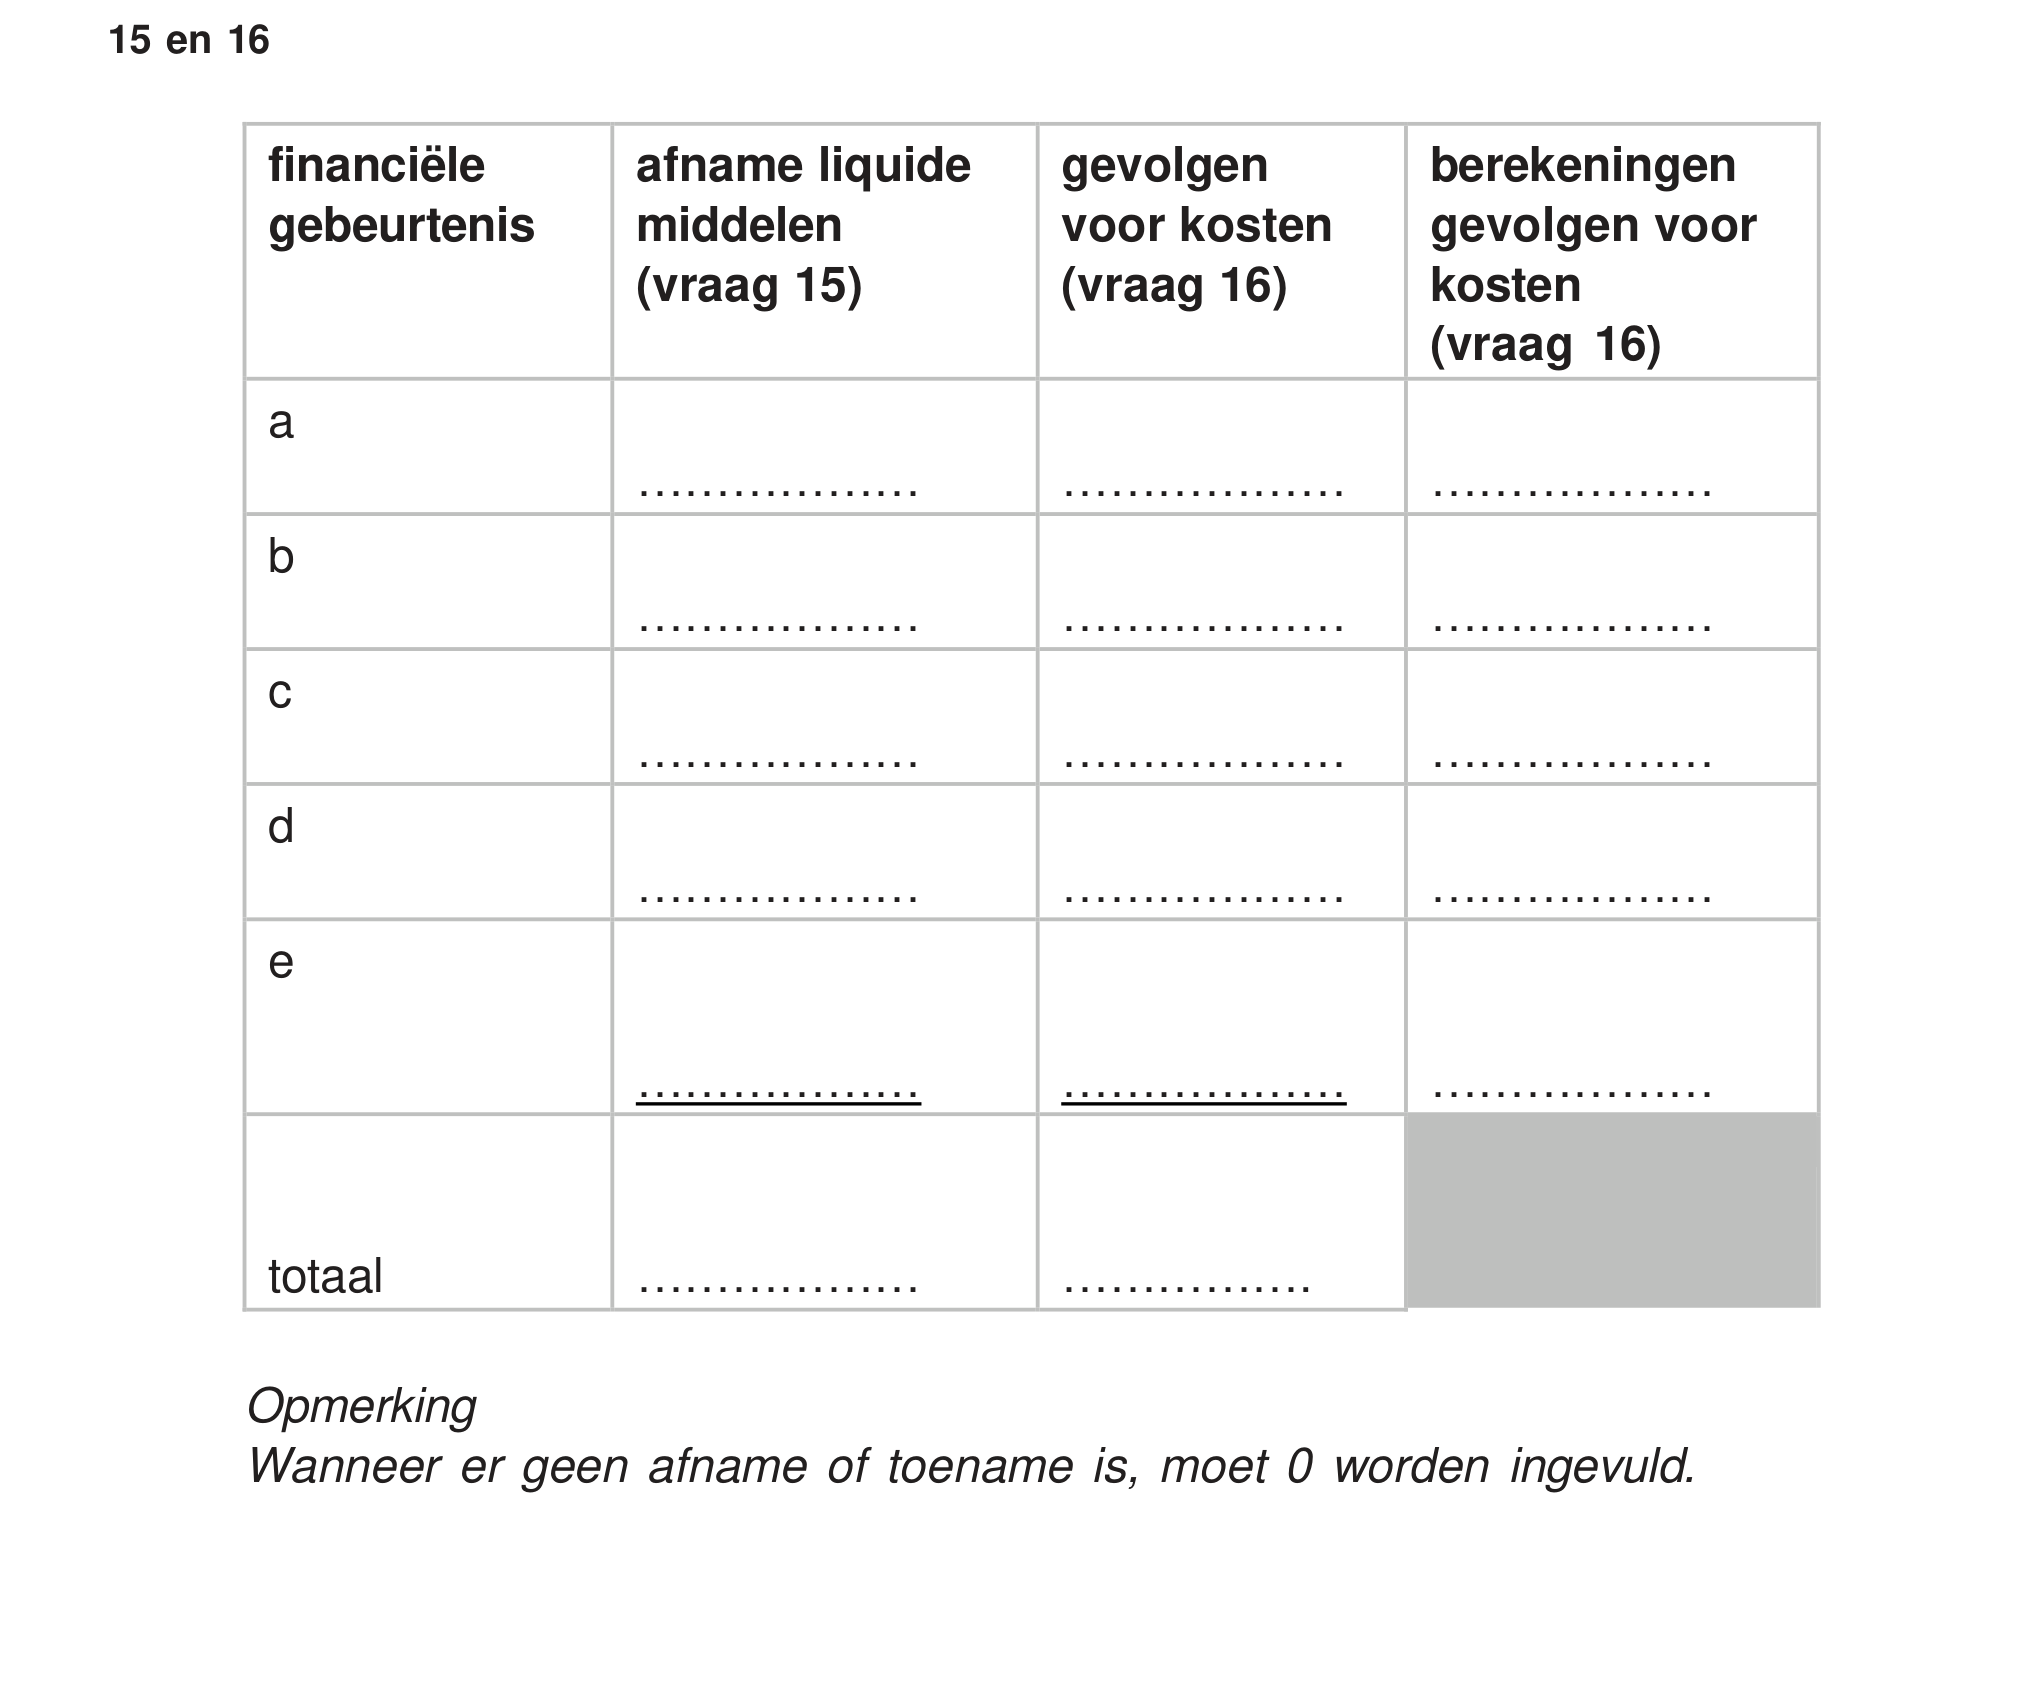 15 en 16
financiële
gebeurtenis
afname liquide
middelen
(vraag 15)
gevolgen
voor kosten
(vraag 16)
berekeningen
gevolgen voor
kosten
(vraag 16)
a
………………
………………
………………
b
………………
………………
………………
c
………………
………………
………………
d
………………
………………
………………
e
………………
………………
………………
totaal
………………
……………
Opmerking
Wanneer er geen afname of toename is, moet 0 worden ingevuld.